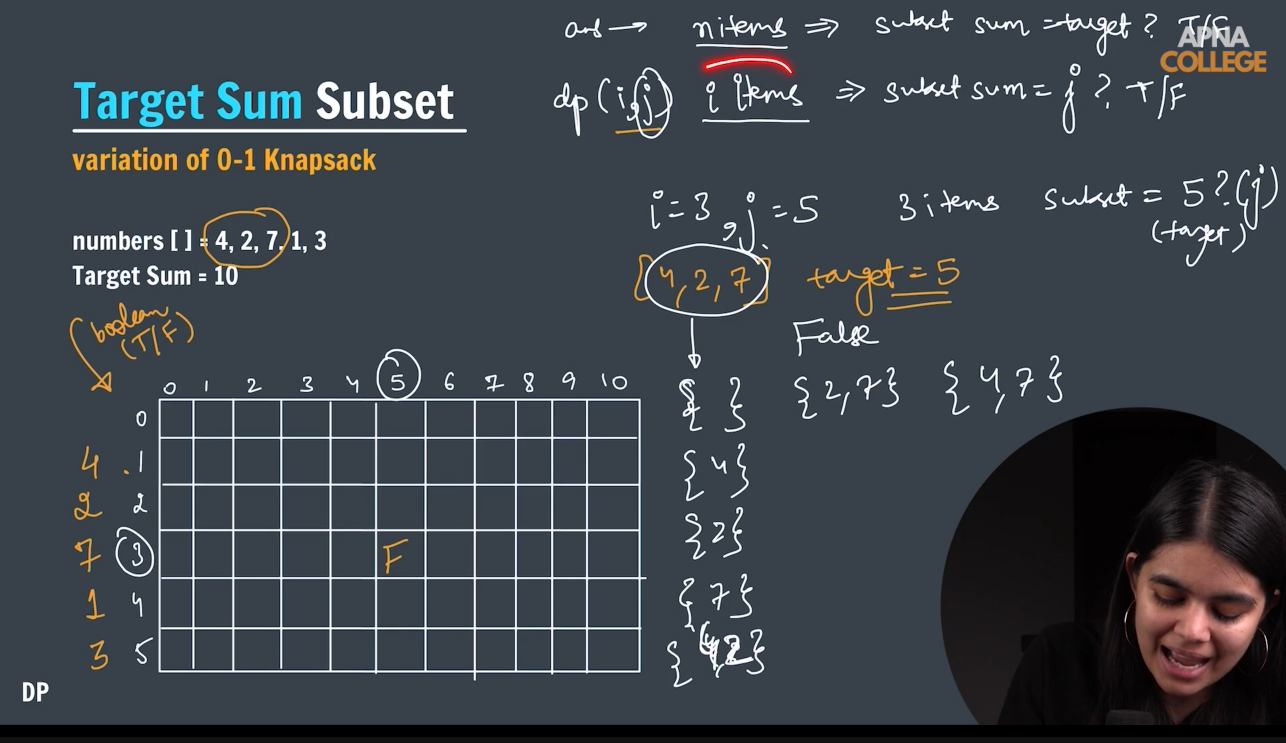 ans → n items ⇒ subset sum = target ? T/F
APNA
COLLEGE
dp(i,j) i items ⇒ subset sum = j ? T/F
Target Sum Subset
variation of 0-1 Knapsack
i=3, j=5 3 items subset = 5?(j)
(target)
numbers [ ] = 4, 2, 7, 1, 3
Target Sum = 10
[4, 2, 7] target = 5
boolean
(T/F)
False
0 1 2 3 4 5 6 7 8 9 10
{ } {2,7} {4,7}
0
4 1
{4}
2 2
{2}
7 3 F
{7}
1 4
3 5
{4,2}
DP